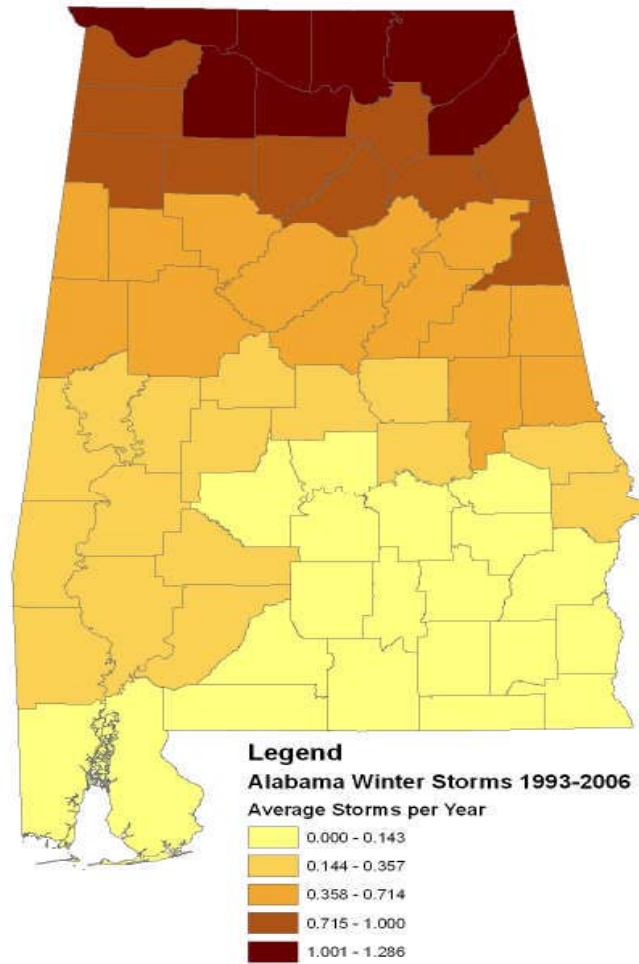 Legend
Alabama Winter Storms 1993-2006
Average Storms per Year
0.000 - 0.143
0.144 - 0.357
0.358 - 0.714
0.715 - 1.000
1.001 - 1.286